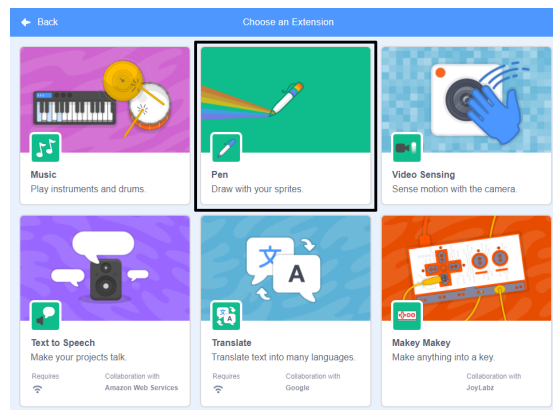 Back
Choose an Extension
Music
Play instruments and drums.
Pen
Draw with your sprites.
Video Sensing
Sense motion with the camera.
文
A
文
A
Text to Speech
Make your projects talk.
Requires
Collaboration with
Amazon Web Services
Translate
Translate text into many languages.
Requires
Collaboration with
Google
Makey Makey
Make anything into a key.
Collaboration with
JoyLabz